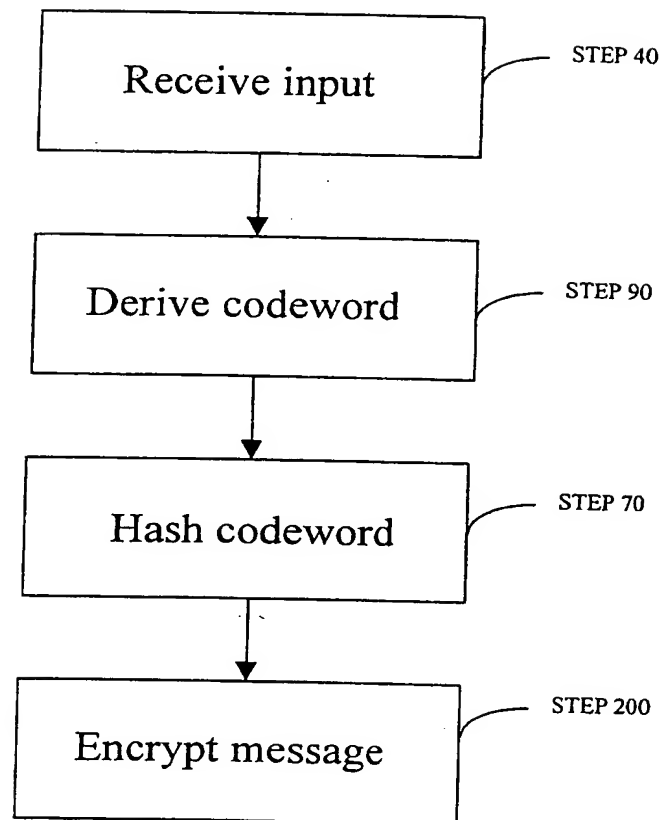 Receive input
STEP 40
Derive codeword
STEP 90
Hash codeword
STEP 70
Encrypt message
STEP 200